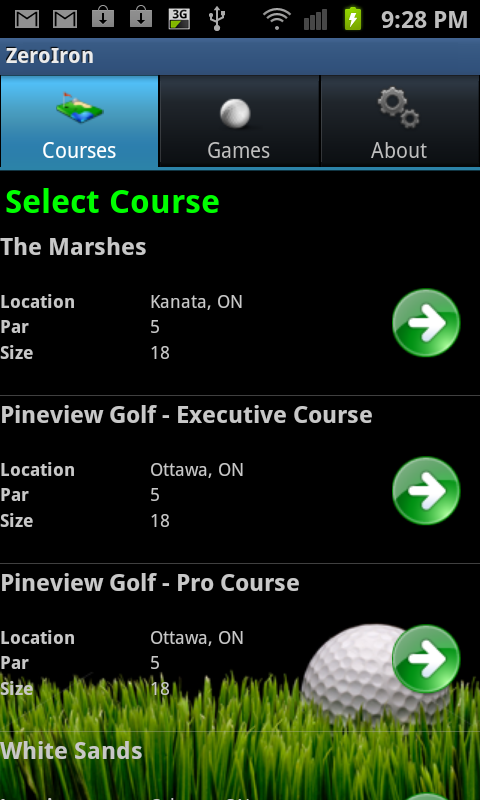 3G 9:28 PM
ZeroIron
Courses Games About
Select Course
The Marshes
Location Kanata, ON
Par 5
Size 18
Pineview Golf - Executive Course
Location Ottawa, ON
Par 5
Size 18
Pineview Golf - Pro Course
Location Ottawa, ON
Par 5
Size 18
White Sands